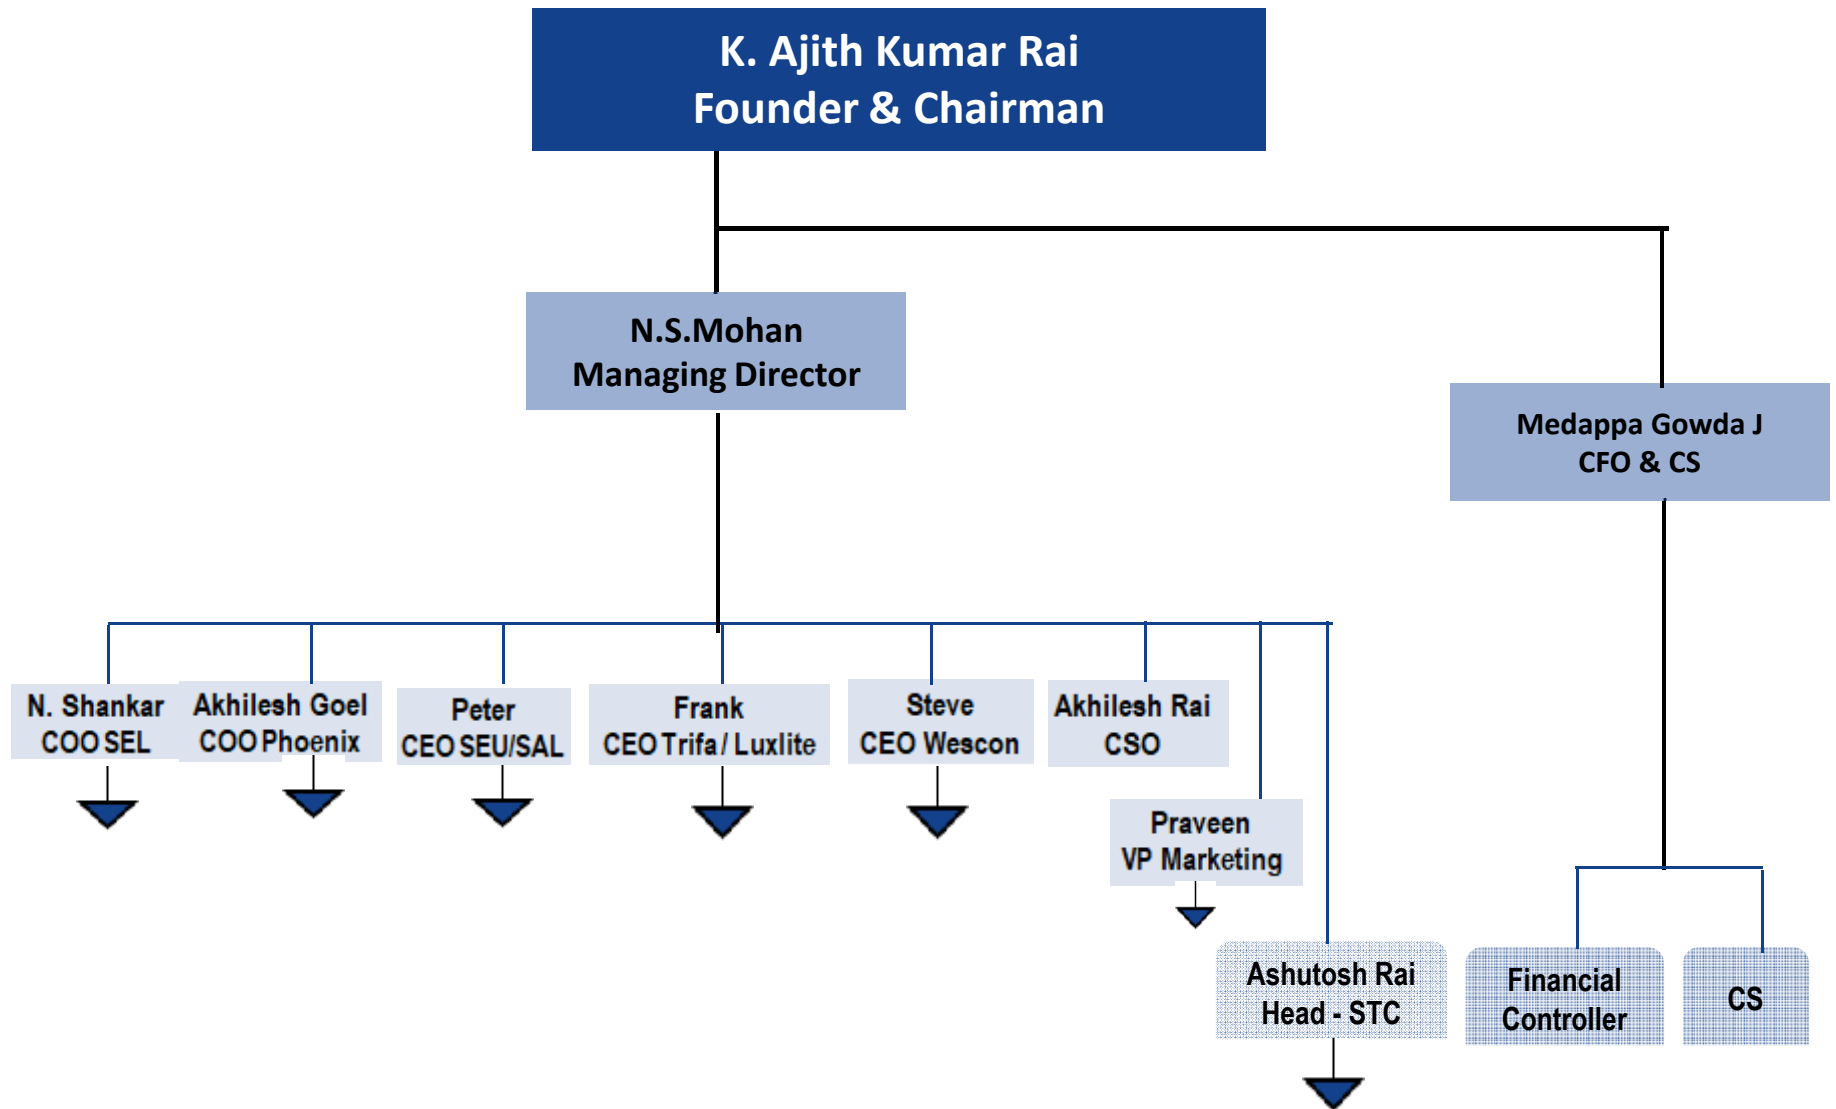 K. Ajith Kumar Rai
Founder & Chairman
N.S.Mohan
Managing Director
Medappa Gowda J
CFO & CS
N. Shankar
COO SEL
Akhilesh Goel
COO Phoenix
Peter
CEO SEU/SAL
Frank
CEO Trifa / Luxlite
Steve
CEO Wescon
Akhilesh Rai
CSO
Praveen
VP Marketing
Ashutosh Rai
Head - STC
Financial
Controller
CS